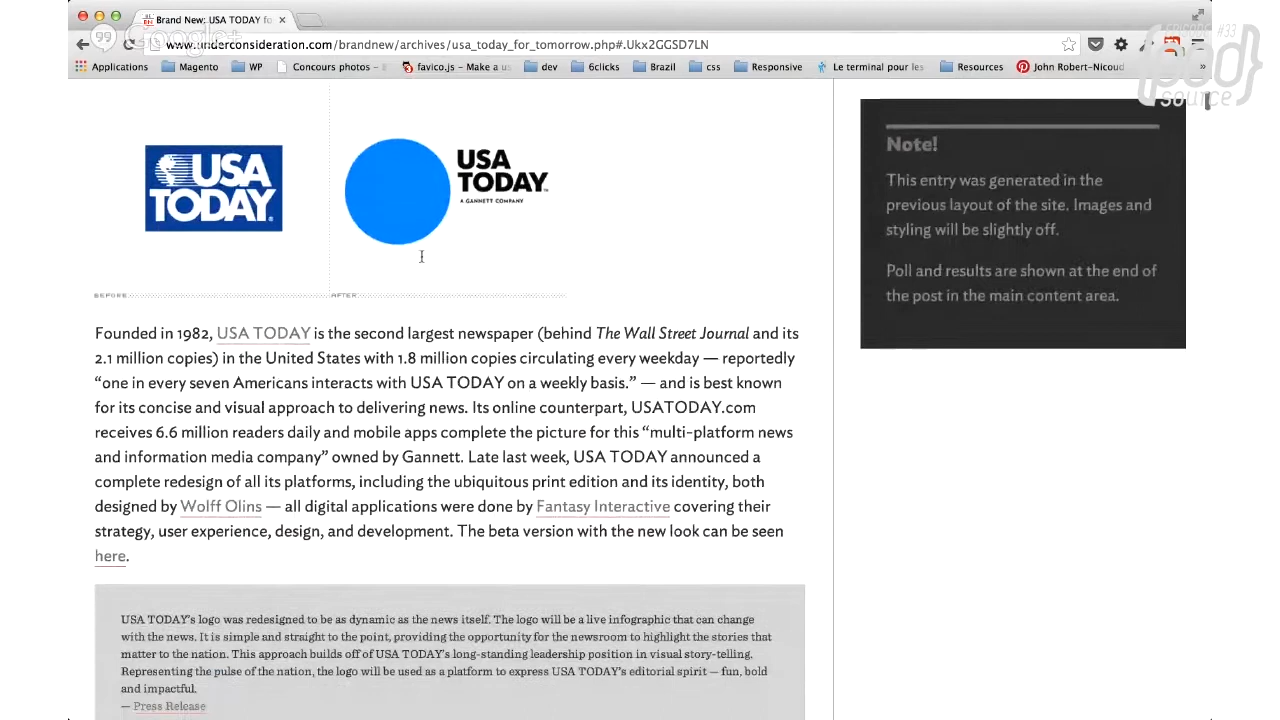 Brand New: USA TODAY fo
Google+
EPISODE #33
{pod}
source
www.underconsideration.com/brandnew/archives/usa_today_for_tomorrow.php#.Ukx2GGSD7LN
Applications Magento WP Concours photos – favico.js – Make a dev 6clicks Brazil css Responsive Le terminal pour les Resources John Robert-Nicoud »
USA
TODAY
USA
TODAY
A GANNETT COMPANY
BEFORE AFTER
Note!
This entry was generated in the
previous layout of the site. Images and
styling will be slightly off.
Poll and results are shown at the end of
the post in the main content area.
Founded in 1982, USA TODAY is the second largest newspaper (behind The Wall Street Journal and its
2.1 million copies) in the United States with 1.8 million copies circulating every weekday — reportedly
“one in every seven Americans interacts with USA TODAY on a weekly basis.” — and is best known
for its concise and visual approach to delivering news. Its online counterpart, USATODAY.com
receives 6.6 million readers daily and mobile apps complete the picture for this “multi-platform news
and information media company” owned by Gannett. Late last week, USA TODAY announced a
complete redesign of all its platforms, including the ubiquitous print edition and its identity, both
designed by Wolff Olins — all digital applications were done by Fantasy Interactive covering their
strategy, user experience, design, and development. The beta version with the new look can be seen
here.
USA TODAY’s logo was redesigned to be as dynamic as the news itself. The logo will be a live infographic that can change
with the news. It is simple and straight to the point, providing the opportunity for the newsroom to highlight the stories that
matter to the nation. This approach builds off of USA TODAY’s long-standing leadership position in visual story-telling.
Representing the pulse of the nation, the logo will be used as a platform to express USA TODAY’s editorial spirit — fun, bold
and impactful.
— Press Release